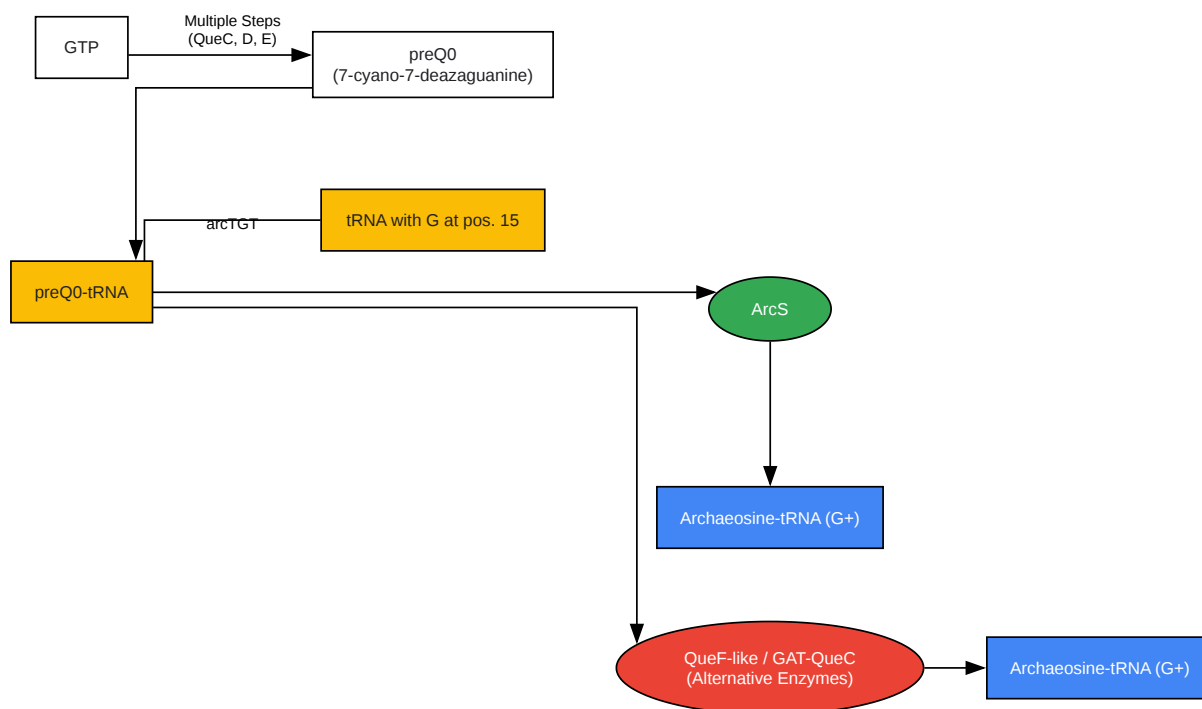 GTP
Multiple Steps
(QueC, D, E)
preQ0
(7-cyano-7-deazaguanine)
arcTGT
tRNA with G at pos. 15
preQ0-tRNA
ArcS
Archaeosine-tRNA (G+)
QueF-like / GAT-QueC
(Alternative Enzymes)
Archaeosine-tRNA (G+)